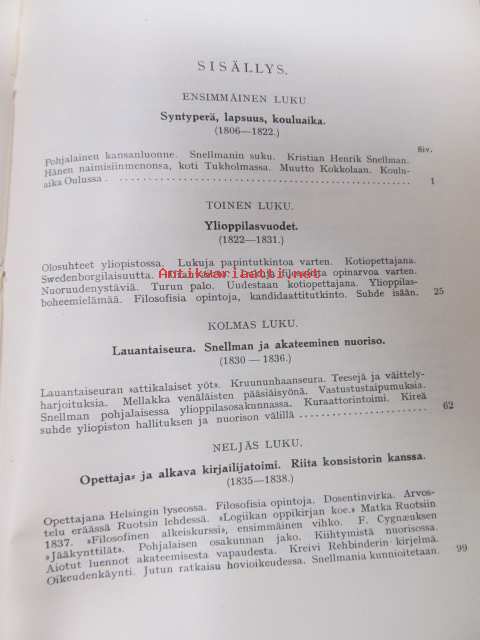 SISÄLLYS.
ENSIMMÄINEN LUKU
Syntyperä, lapsuus, kouluaika.
(1806—1822.)
Siv.
Pohjalainen kansanluonne. Snellmanin suku. Kristian Henrik Snellman.
Hänen naimisiinmenonsa, koti Tukholmassa. Muutto Kokkolaan. Koulu-
aika Oulussa 1
TOINEN LUKU.
Ylioppilasvuodet.
(1822—1831.)
Olosuhteet yliopistossa. Lukuja papintutkintoa varten. Kotiopettajana.
Swedenborgilaisuutta. filosofista opinarvoa varten.
Antikvariaatti.net
Nuoruudenystäviä. Turun palo. Uudestaan kotiopettajana. Ylioppilas-
boheemielämää. Filosofisia opintoja, kandidaattitutkinto. Suhde isään. 25
KOLMAS LUKU.
Lauantaiseura. Snellman ja akateeminen nuoriso.
(1830—1836.)
Lauantaiseuran »attikalaiset yöt». Kruununhaanseura. Teesejä ja väittely-
harjoituksia. Mellakka venäläisten pääsiäisyönä. Vastustustaipumuksia.
Snellman pohjalaisessa ylioppilasosakunnassa. Kuraattorintoimi. Kireä
suhde yliopiston hallituksen ja nuorison välillä 62
NELJÄS LUKU.
Opettaja- ja alkava kirjailijatoimi. Riita konsistorin kanssa.
(1835—1838.)
Opettajana Helsingin lyseossa. Filosofisia opintoja. Dosentinvirka. Arvos-
telu eräässä Ruotsin lehdessä. »Logiikan oppikirjan koe.» Matka Ruotsiin
1837. »Filosofinen alkeiskurssi», ensimmäinen vihko. F. Cygnæuksen
»Jääkynttilät». Pohjalaisen osakunnan jako. Kiihtymistä nuorisossa.
Aiotut luennot akateemisesta vapaudesta. Kreivi Rehbinderin kirjelmä.
Oikeudenkäynti. Jutun ratkaisu hovioikeudessa. Snellmania kunnioitetaan. 99